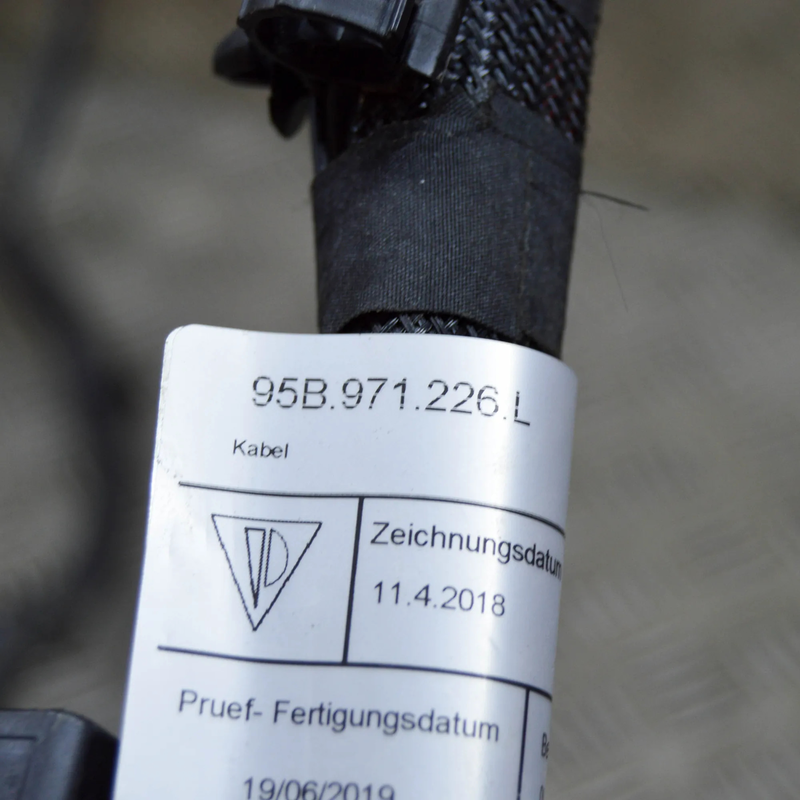 95B.971.226.L
Kabel
Zeichnungsdatum
11.4.2018
Pruef- Fertigungsdatum
19/06/2019